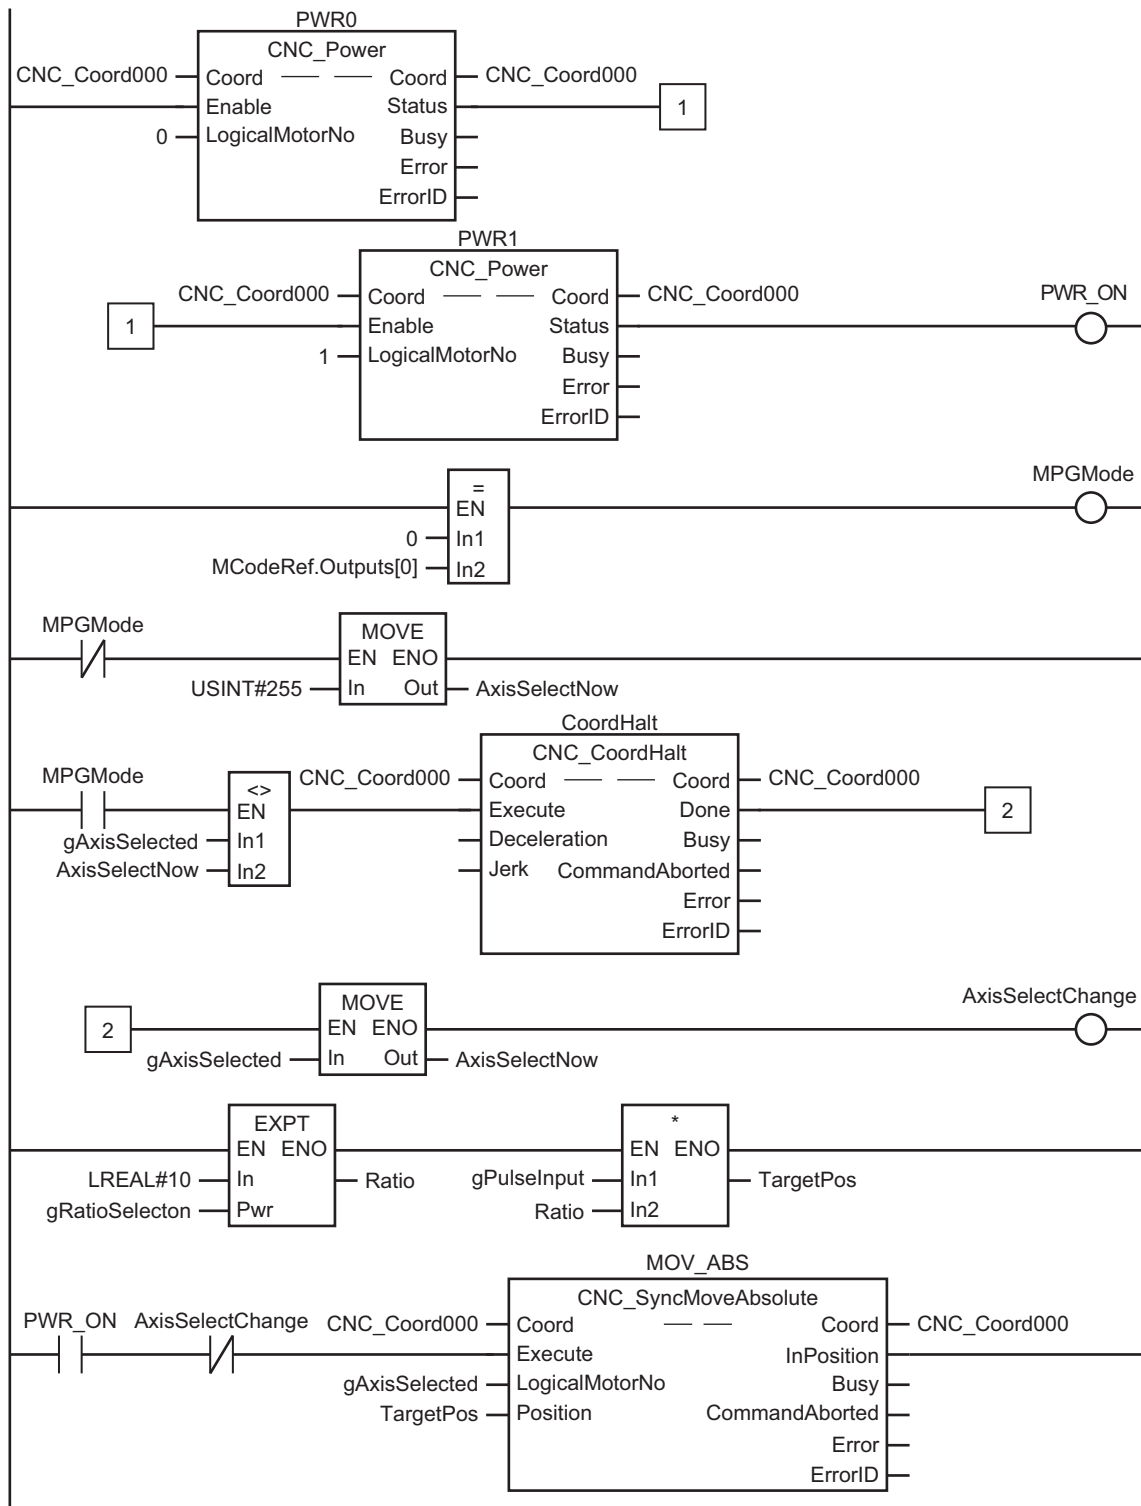 PWR0
CNC_Power
CNC_Coord000 Coord Coord CNC_Coord000
Enable Status 1
0 LogicalMotorNo Busy
Error
ErrorID
PWR1
CNC_Power
CNC_Coord000 Coord Coord CNC_Coord000 PWR_ON
1 Enable Status
1 LogicalMotorNo Busy
Error
ErrorID
MPGMode
=
EN
0 In1
MCodeRef.Outputs[0] In2
MPGMode MOVE
EN ENO
USINT#255 In Out AxisSelectNow
CoordHalt
CNC_CoordHalt
MPGMode <> CNC_Coord000 Coord Coord CNC_Coord000
EN Execute Done 2
gAxisSelected In1 Deceleration Busy
AxisSelectNow In2 Jerk CommandAborted
Error
ErrorID
MOVE AxisSelectChange
2 EN ENO
gAxisSelected In Out AxisSelectNow
EXPT *
EN ENO EN ENO
LREAL#10 In Ratio gPulseInput In1 TargetPos
gRatioSelecton Pwr Ratio In2
MOV_ABS
CNC_SyncMoveAbsolute
PWR_ON AxisSelectChange CNC_Coord000 Coord Coord CNC_Coord000
Execute InPosition
gAxisSelected LogicalMotorNo Busy
TargetPos Position CommandAborted
Error
ErrorID